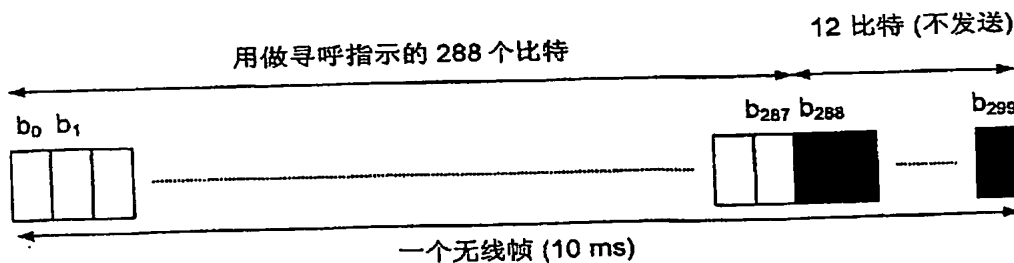 12 比特 (不发送)
用做寻呼指示的 288 个比特
b0 b1 b287 b288 b299
一个无线帧 (10 ms)